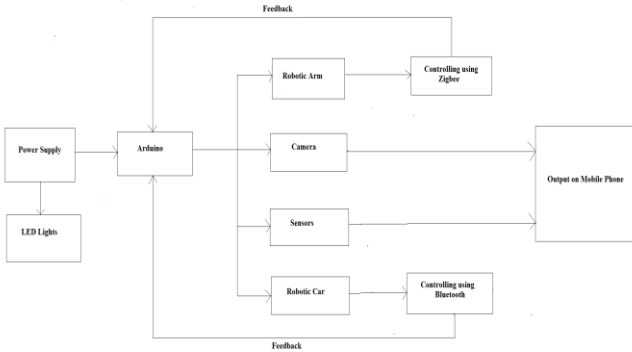 Feedback
Robotic Arm
Controlling using
Zigbee
Power Supply
Arduino
Camera
Output on Mobile Phone
LED Lights
Sensors
Robotic Car
Controlling using
Bluetooth
Feedback